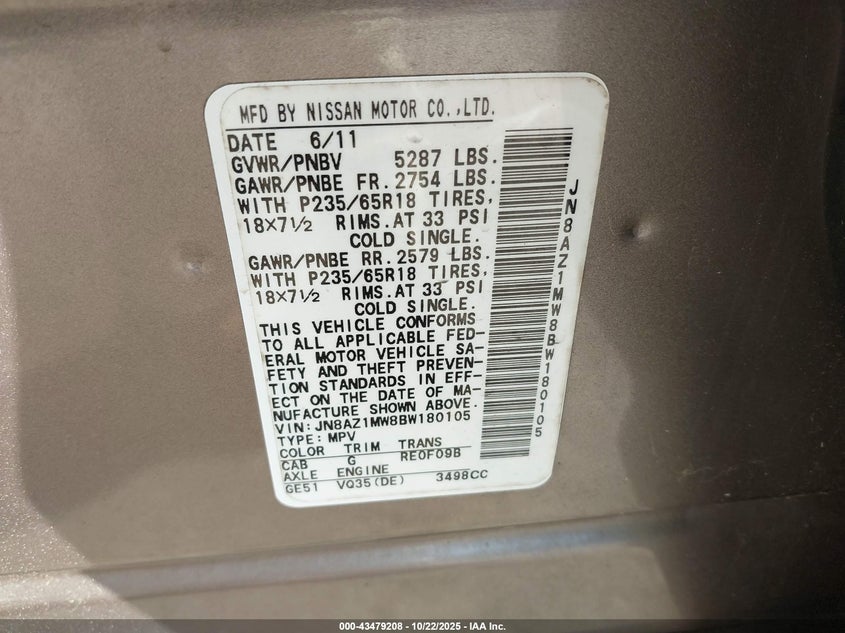 MFD BY NISSAN MOTOR CO.,LTD.
DATE 6/11
GVWR/PNBV 5287 LBS.
GAWR/PNBE FR. 2754 LBS.
WITH P235/65R18 TIRES,
18×7½ RIMS.AT 33 PSI
COLD SINGLE.
GAWR/PNBE RR. 2579 LBS.
WITH P235/65R18 TIRES,
18×7½ RIMS.AT 33 PSI
COLD SINGLE.
THIS VEHICLE CONFORMS
TO ALL APPLICABLE FED-
ERAL MOTOR VEHICLE SA-
FETY AND THEFT PREVEN-
TION STANDARDS IN EFF-
ECT ON THE DATE OF MA-
NUFACTURE SHOWN ABOVE.
VIN: JN8AZ1MW8BW180105
TYPE: MPV
COLOR TRIM TRANS
CAB G RE0F09B
AXLE ENGINE
GE51 VQ35(DE) 3498CC
JN8AZ1MW8BW180105
000-43479208 - 10/22/2025 - IAA Inc.